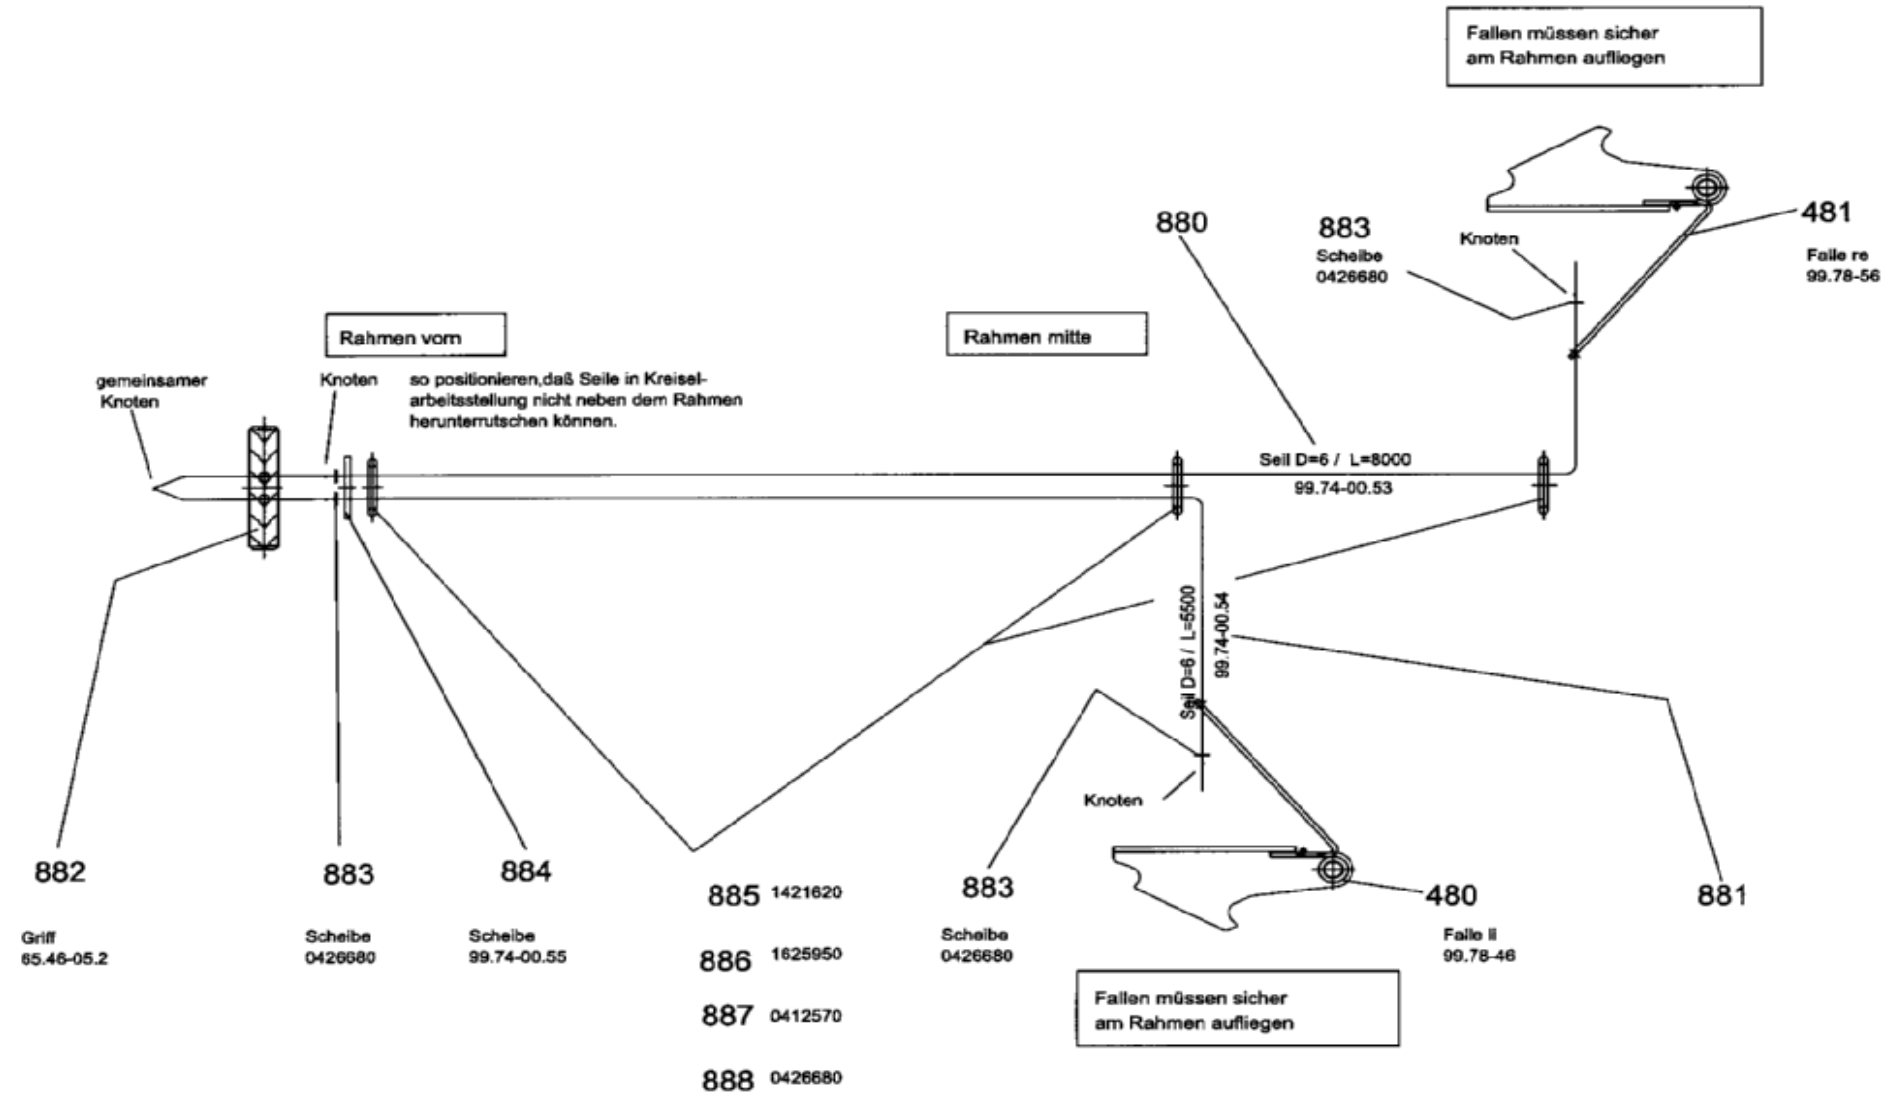 Fallen müssen sicher
am Rahmen aufliegen
880
883
Scheibe
0426680
Knoten
481
Falle re
99.78-56
Rahmen vorn
Rahmen mitte
gemeinsamer
Knoten
Knoten
so positionieren,daß Seile in Kreisel-
arbeitsstellung nicht neben dem Rahmen
herunterrutschen können.
Seil D=6 / L=8000
99.74-00.53
Seil D=6 / L=5500
99.74-00.54
Knoten
882
Griff
65.46-05.2
883
Scheibe
0426680
884
Scheibe
99.74-00.55
885 1421620
886 1625950
887 0412570
888 0426680
883
Scheibe
0426680
480
Falle li
99.78-46
881
Fallen müssen sicher
am Rahmen aufliegen